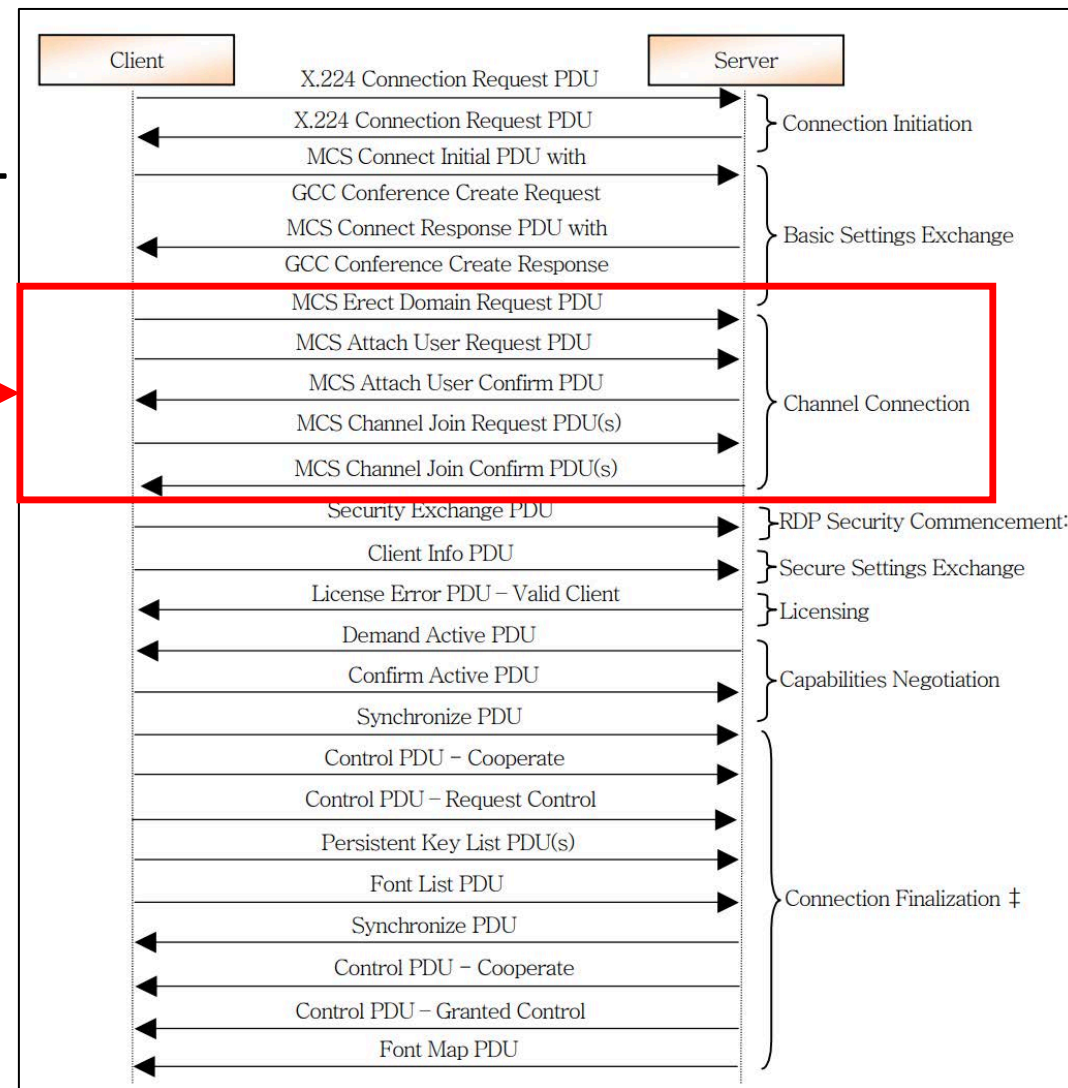 Client
Server
X.224 Connection Request PDU
X.224 Connection Request PDU
Connection Initiation
MCS Connect Initial PDU with
GCC Conference Create Request
MCS Connect Response PDU with
Basic Settings Exchange
GCC Conference Create Response
MCS Erect Domain Request PDU
MCS Attach User Request PDU
MCS Attach User Confirm PDU
Channel Connection
MCS Channel Join Request PDU(s)
MCS Channel Join Confirm PDU(s)
Security Exchange PDU
RDP Security Commencement:
Client Info PDU
Secure Settings Exchange
License Error PDU – Valid Client
Licensing
Demand Active PDU
Confirm Active PDU
Capabilities Negotiation
Synchronize PDU
Control PDU – Cooperate
Control PDU – Request Control
Persistent Key List PDU(s)
Font List PDU
Connection Finalization ‡
Synchronize PDU
Control PDU – Cooperate
Control PDU – Granted Control
Font Map PDU